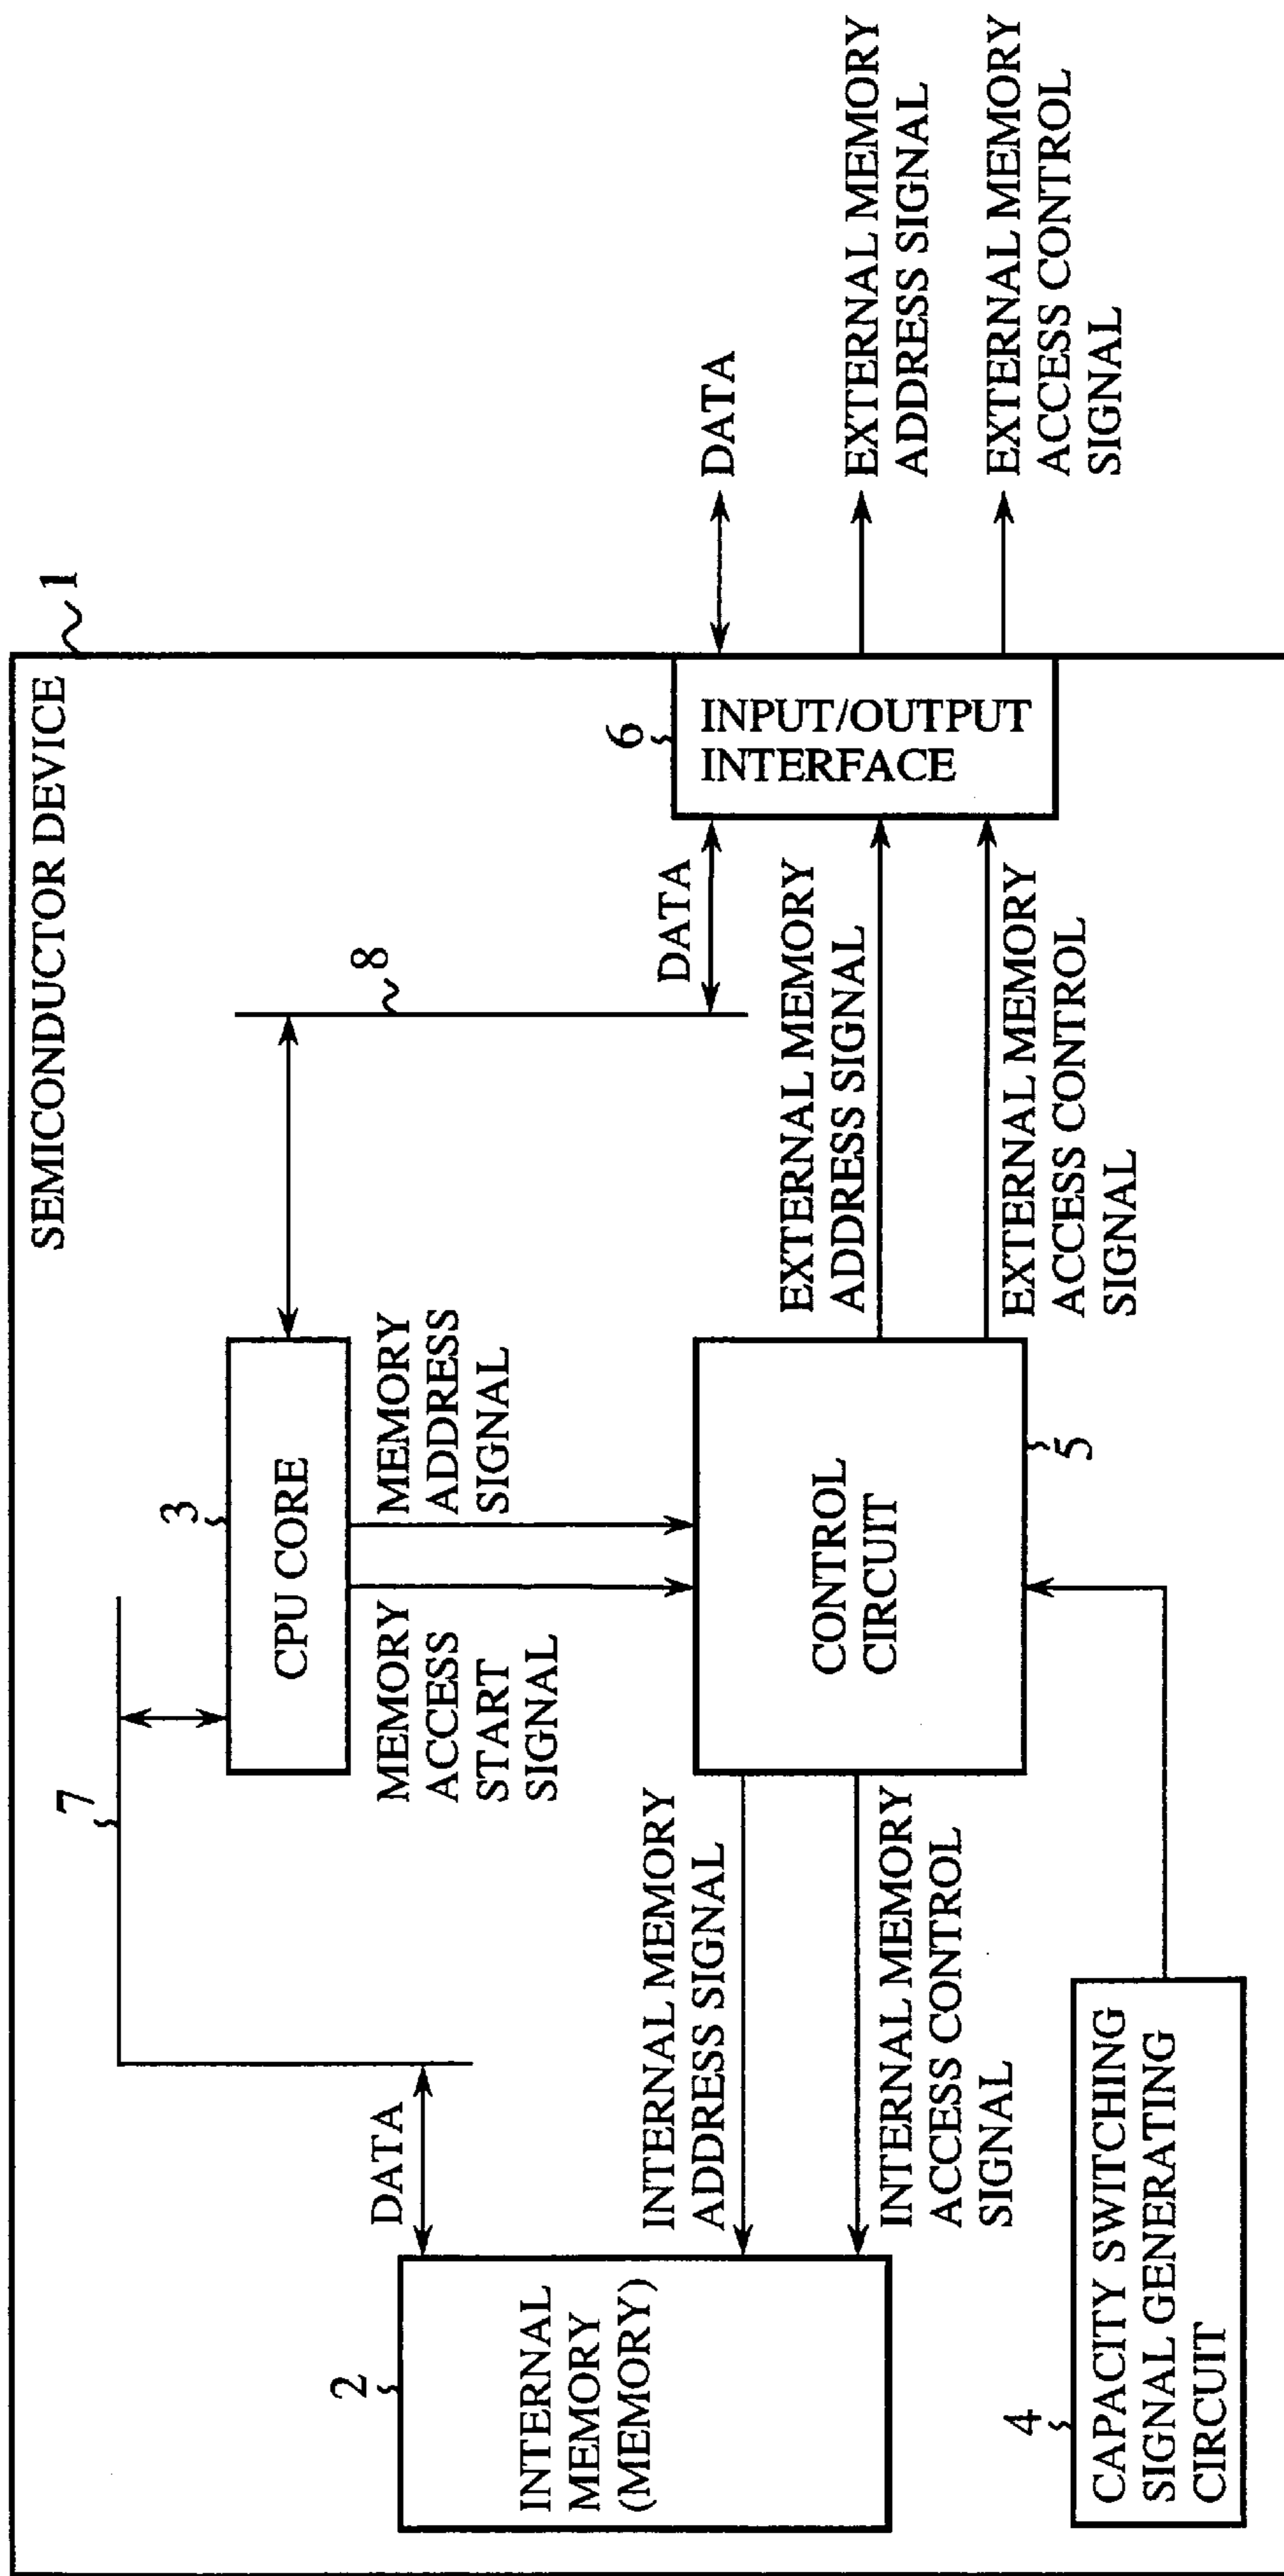 SEMICONDUCTOR DEVICE
1
7
3
CPU CORE
8
2
INTERNAL
MEMORY
(MEMORY)
DATA
MEMORY
ACCESS
START
SIGNAL
MEMORY
ADDRESS
SIGNAL
INTERNAL MEMORY
ADDRESS SIGNAL
INTERNAL MEMORY
ACCESS CONTROL
SIGNAL
CONTROL
CIRCUIT
5
EXTERNAL MEMORY
ADDRESS SIGNAL
EXTERNAL MEMORY
ACCESS CONTROL
SIGNAL
DATA
6
INPUT/OUTPUT
INTERFACE
DATA
EXTERNAL MEMORY
ADDRESS SIGNAL
EXTERNAL MEMORY
ACCESS CONTROL
SIGNAL
4
CAPACITY SWITCHING
SIGNAL GENERATING
CIRCUIT